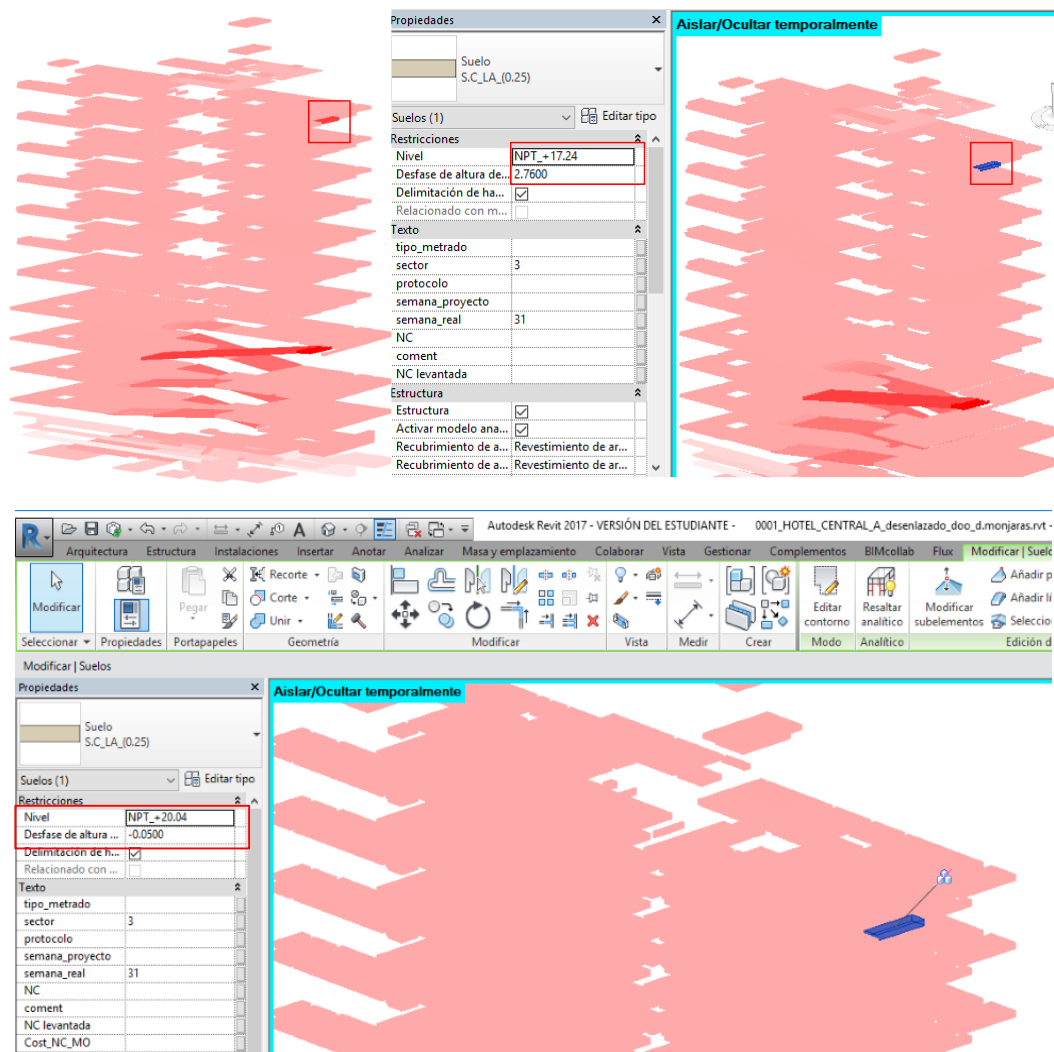 Propiedades
Aislar/Ocultar temporalmente
Suelo
S.C_LA_(0.25)
Suelos (1)
Editar tipo
Restricciones
Nivel NPT_+17.24
Desfase de altura de... 2.7600
Delimitación de ha...
Relacionado con m...
Texto
tipo_metrado
sector 3
protocolo
semana_proyecto
semana_real 31
NC
coment
NC levantada
Estructura
Estructura
Activar modelo ana...
Recubrimiento de a... Revestimiento de ar...
Recubrimiento de a... Revestimiento de ar...
Autodesk Revit 2017 - VERSIÓN DEL ESTUDIANTE - 0001_HOTEL_CENTRAL_A_desenlazado_doo_d.monjaras.rvt -
Arquitectura Estructura Instalaciones Insertar Anotar Analizar Masa y emplazamiento Colaborar Vista Gestionar Complementos BIMcollab Flux Modificar | Suelo
Recorte
Añadir p
Corte
Añadir lí
Modificar Pegar Editar Resaltar Modificar
Unir
contorno analítico subelementos Seleccio
Seleccionar Propiedades Portapapeles Geometría Modificar Vista Medir Crear Modo Analítico Edición d
Modificar | Suelos
Propiedades
Aislar/Ocultar temporalmente
Suelo
S.C_LA_(0.25)
Suelos (1)
Editar tipo
Restricciones
Nivel NPT_+20.04
Desfase de altura ... -0.0500
Delimitación de h...
Relacionado con ...
Texto
tipo_metrado
sector 3
protocolo
semana_proyecto
semana_real 31
NC
coment
NC levantada
Cost_NC_MO